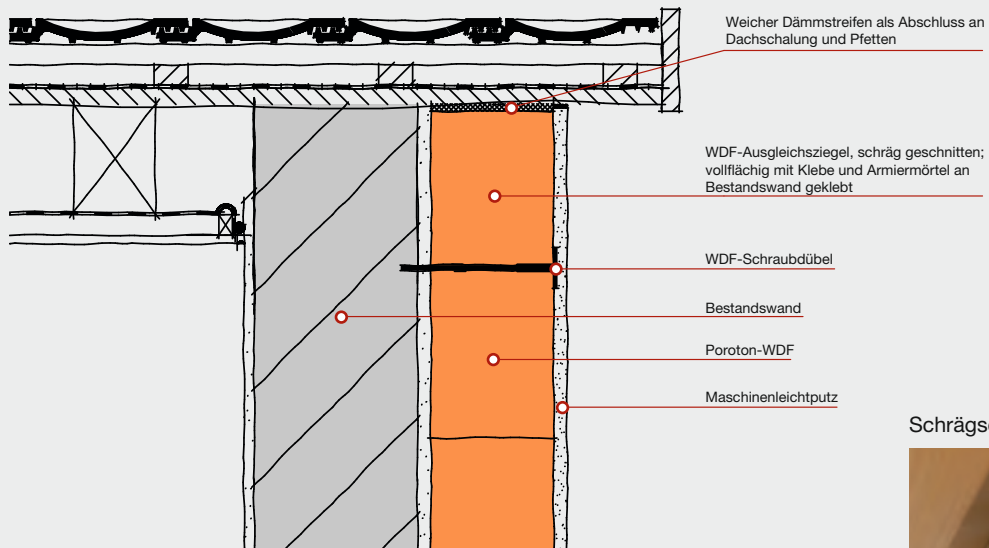 Weicher Dämmstreifen als Abschluss an
Dachschalung und Pfetten
WDF-Ausgleichsziegel, schräg geschnitten;
vollflächig mit Klebe und Armiermörtel an
Bestandswand geklebt
WDF-Schraubdübel
Bestandswand
Poroton-WDF
Maschinenleichtputz